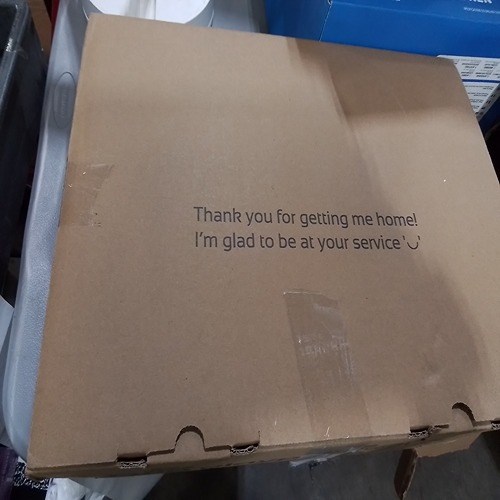 Thank you for getting me home!
I'm glad to be at your service '◡'